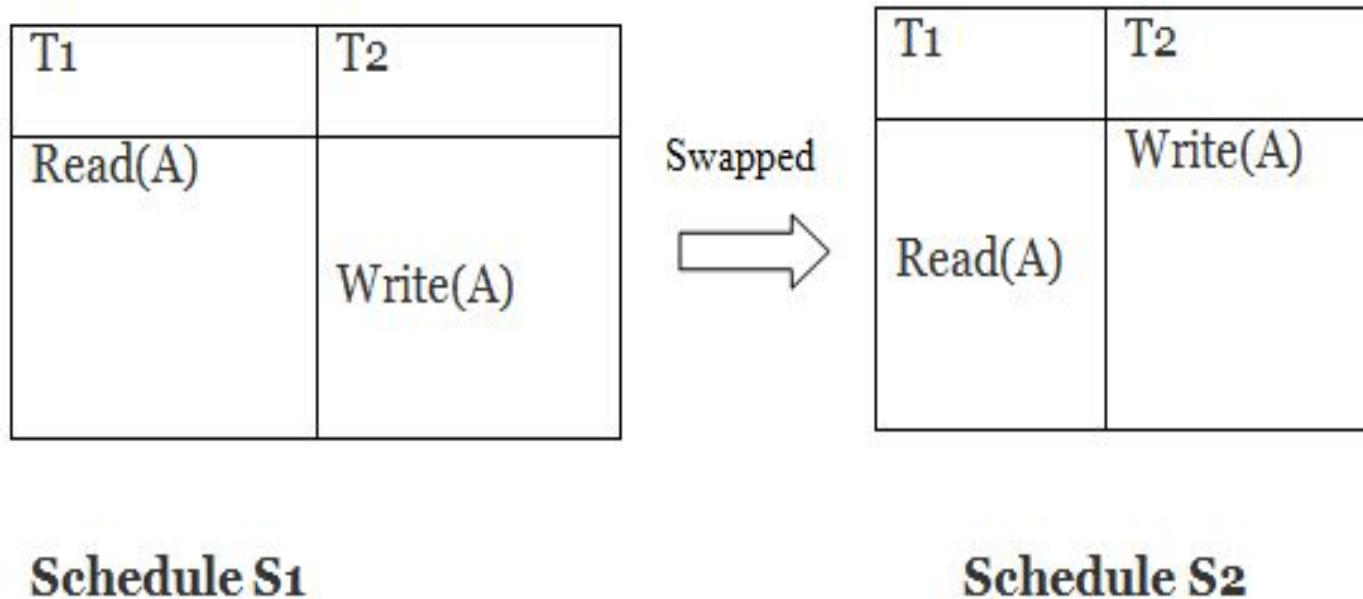 T1 T2
Read(A)
Write(A)
Swapped
T1 T2
Write(A)
Read(A)
Schedule S1
Schedule S2